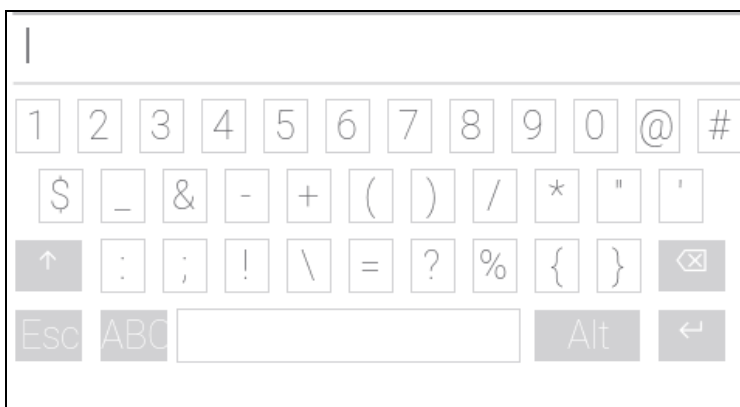 1 2 3 4 5 6 7 8 9 0 @ #
$ _ & - + ( ) / * " '
: ; ! \ = ? % { }
Esc ABC Alt